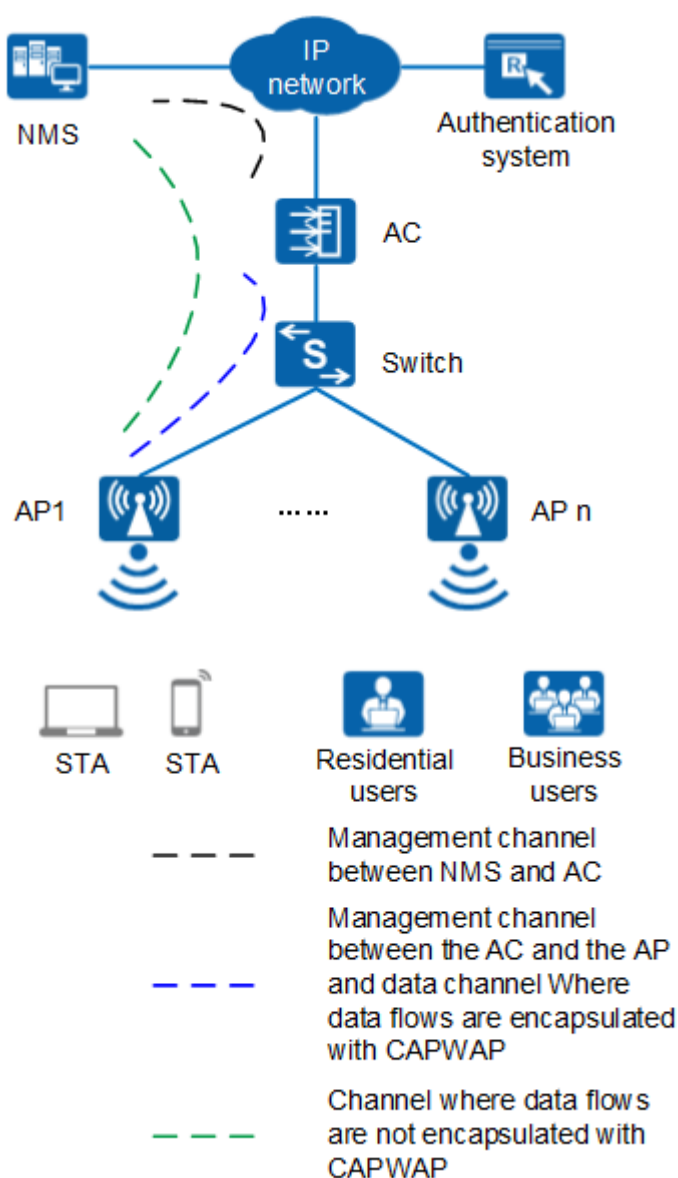 IP
network
R
NMS
Authentication
system
AC
S
Switch
AP1
... ...
AP n
STA
STA
Residential
users
Business
users
Management channel
between NMS and AC
Management channel
between the AC and the AP
and data channel Where
data flows are encapsulated
with CAPWAP
Channel where data flows
are not encapsulated with
CAPWAP